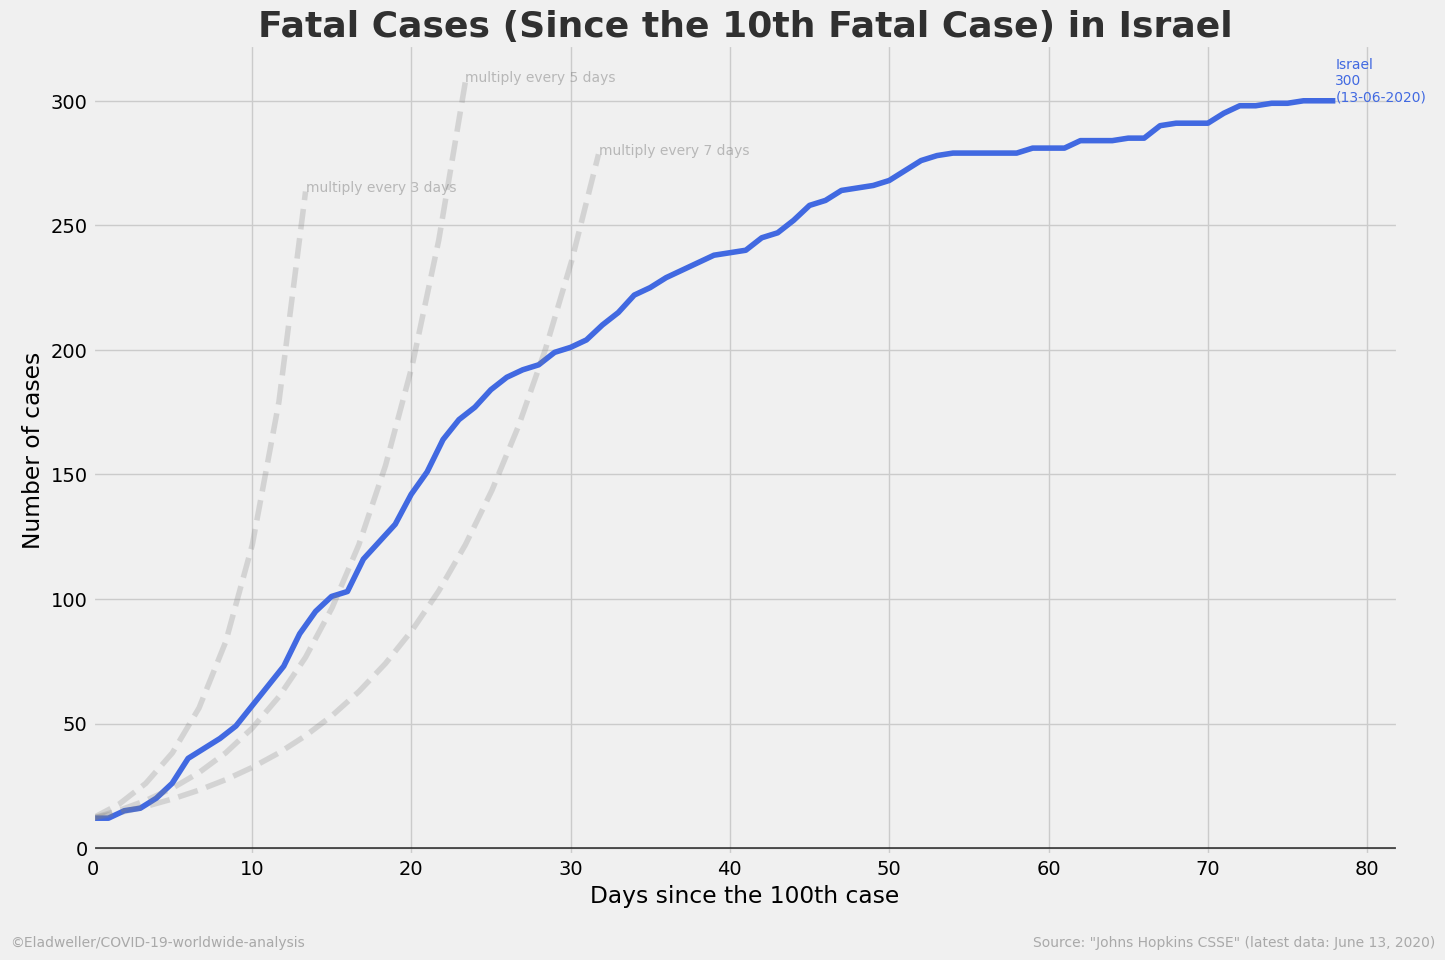 Fatal Cases (Since the 10th Fatal Case) in Israel
Israel
300
(13-06-2020)
multiply every 5 days
multiply every 7 days
multiply every 3 days
300
250
200
150
100
50
0
Number of cases
0 10 20 30 40 50 60 70 80
Days since the 100th case
©Eladweller/COVID-19-worldwide-analysis
Source: "Johns Hopkins CSSE" (latest data: June 13, 2020)